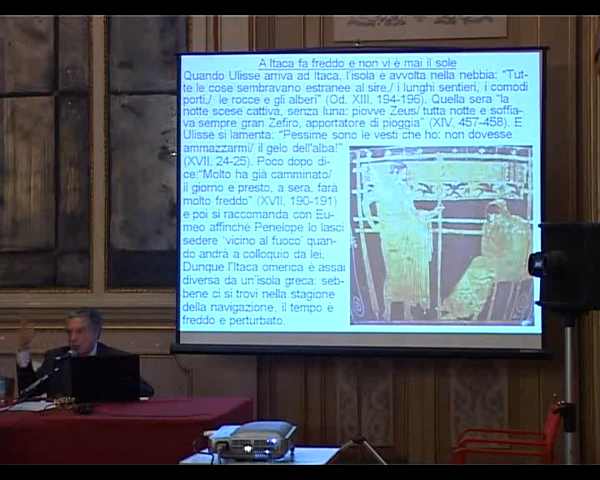 A Itaca fa freddo e non vi è mai il sole
Quando Ulisse arriva ad Itaca, l'isola è avvolta nella nebbia: “Tut-
te le cose sembravano estranee al sire,/ i lunghi sentieri, i comodi
porti,/ le rocce e gli alberi” (Od. XIII, 194-196). Quella sera “la
notte scese cattiva, senza luna: piovve Zeus/ tutta notte e soffia-
va sempre gran Zefiro, apportatore di pioggia” (XIV, 457-458). E
Ulisse si lamenta: “Pessime sono le vesti che ho: non dovesse
ammazzarmi/ il gelo dell'alba!”
(XVII, 24-25). Poco dopo di-
ce:“Molto ha già camminato/
il giorno e presto, a sera, farà
molto freddo” (XVII, 190-191)
e poi si raccomanda con Eu-
meo affinché Penelope lo lasci
sedere ‘vicino al fuoco’ quan-
do andrà a colloquio da lei.
Dunque l'Itaca omerica è assai
diversa da un'isola greca: seb-
bene ci si trovi nella stagione
della navigazione, il tempo è
freddo e perturbato.